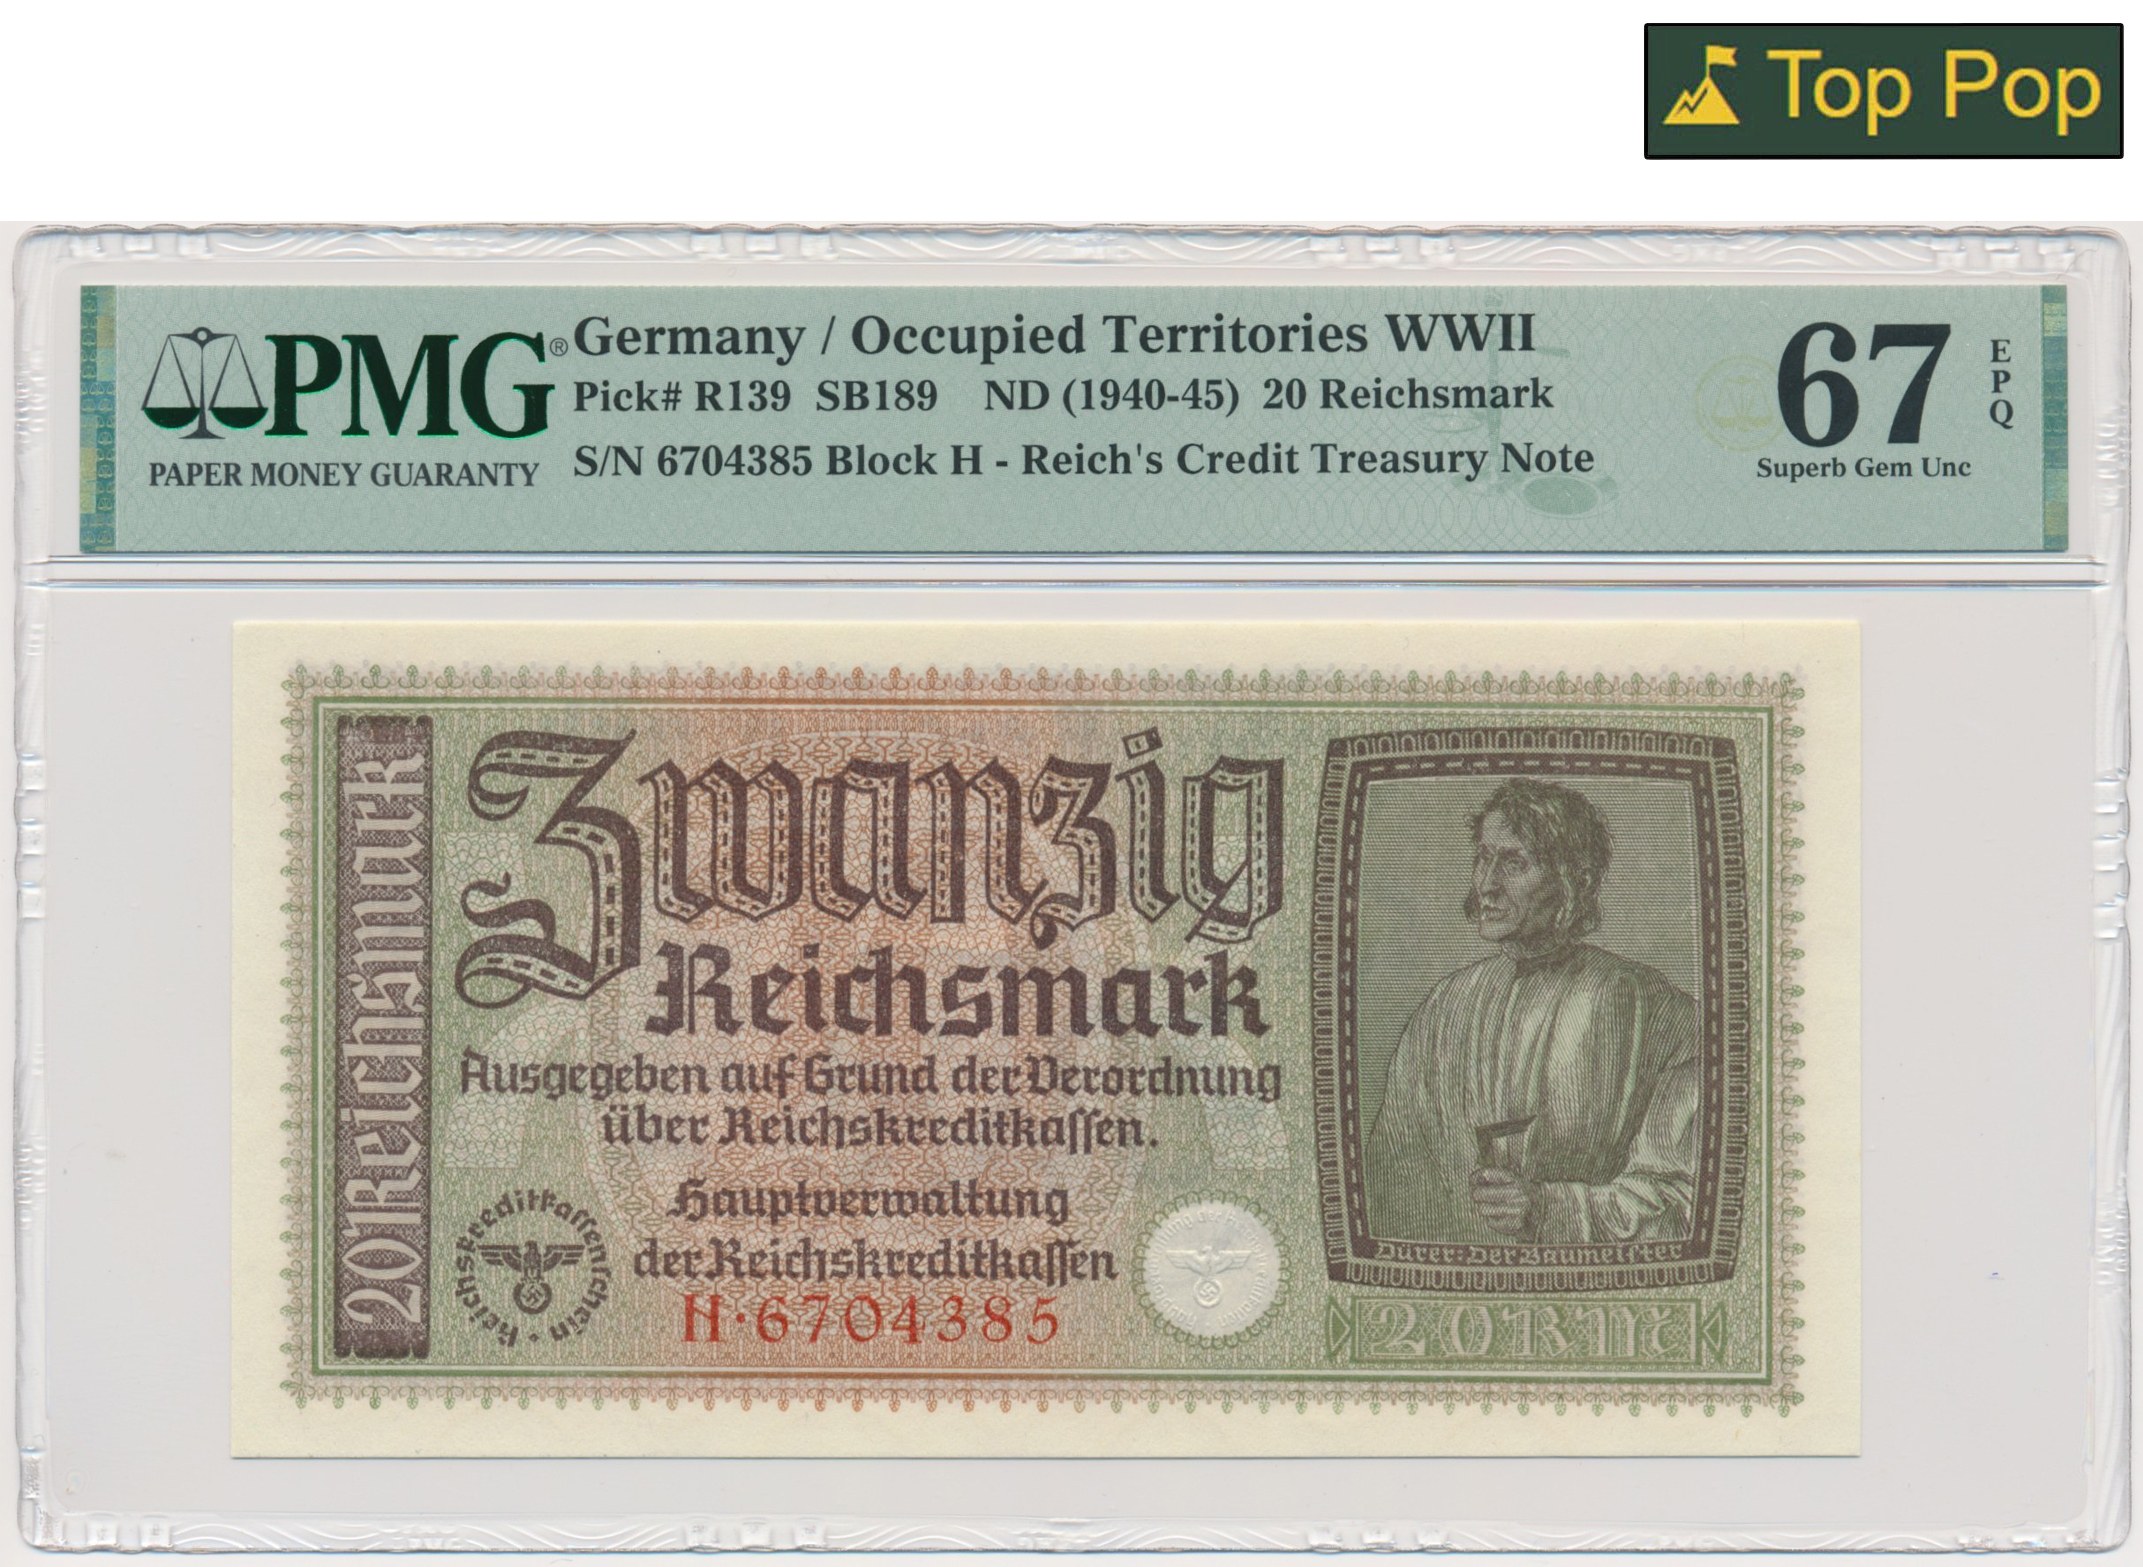 Top Pop
PMG®
PAPER MONEY GUARANTY
Germany / Occupied Territories WWII
Pick# R139 SB189 ND (1940-45) 20 Reichsmark
S/N 6704385 Block H - Reich's Credit Treasury Note
67
EPQ
Superb Gem Unc
20 Reichsmark
Zwanzig
Reichsmark
Ausgegeben auf Grund der Verordnung
über Reichskreditkaſſen.
Hauptverwaltung
der Reichskreditkaſſen
Reichskreditkaſſenſchein
H·6704385
Dürer: Der Baumeiſter
20RM